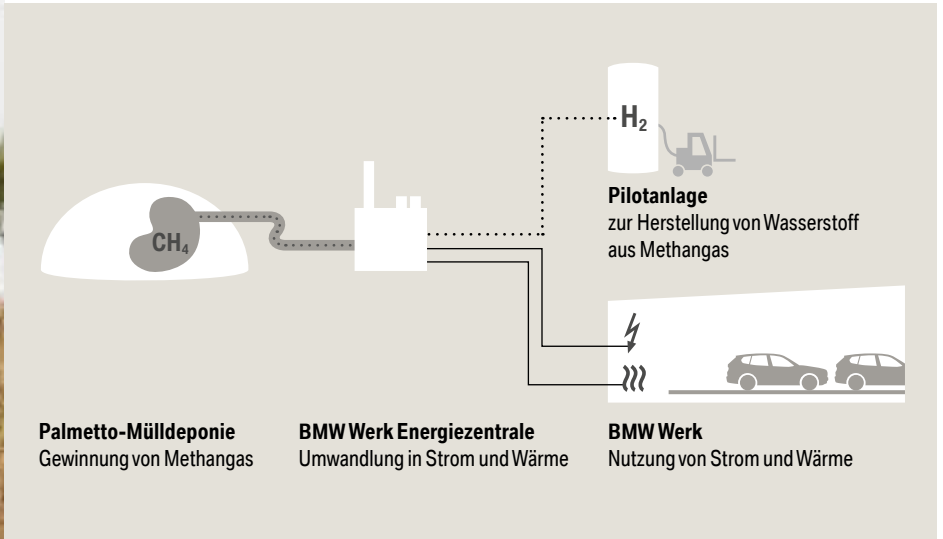 H₂
Pilotanlage
zur Herstellung von Wasserstoff
aus Methangas
CH₄
Palmetto-Mülldeponie
Gewinnung von Methangas
BMW Werk Energiezentrale
Umwandlung in Strom und Wärme
BMW Werk
Nutzung von Strom und Wärme